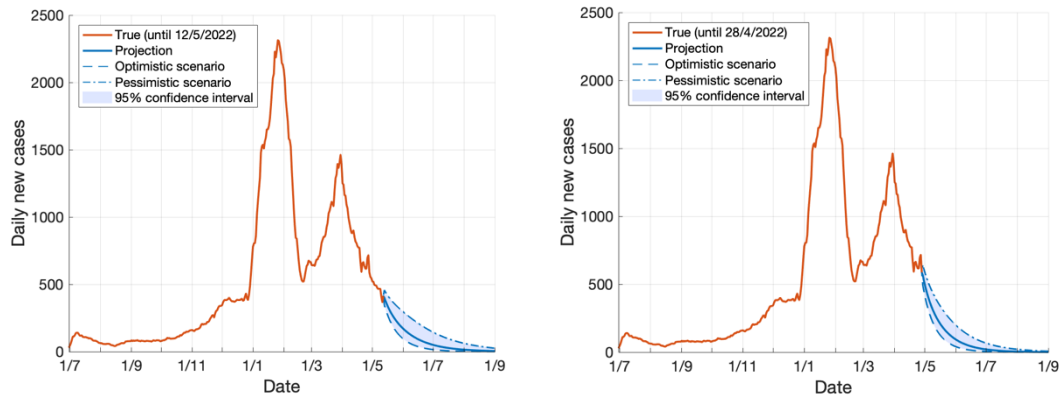 2500
2000
1500
1000
500
0
Daily new cases
True (until 12/5/2022)
Projection
Optimistic scenario
Pessimistic scenario
95% confidence interval
1/7 1/9 1/11 1/1 1/3 1/5 1/7 1/9
Date
2500
2000
1500
1000
500
0
Daily new cases
True (until 28/4/2022)
Projection
Optimistic scenario
Pessimistic scenario
95% confidence interval
1/7 1/9 1/11 1/1 1/3 1/5 1/7 1/9
Date